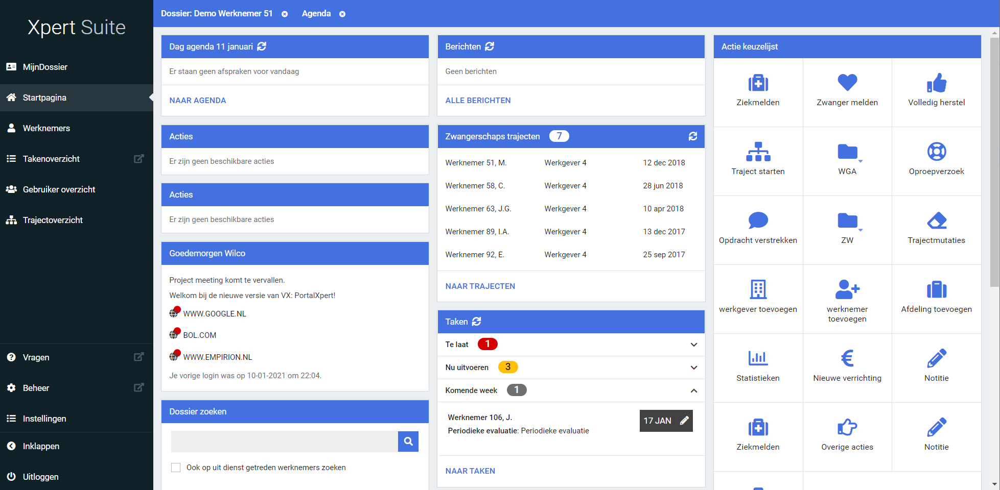 Xpert Suite
MijnDossier
Startpagina
Werknemers
Takenoverzicht
Gebruiker overzicht
Trajectoverzicht
Vragen
Beheer
Instellingen
Inklappen
Uitloggen
Dossier: Demo Werknemer 51
Agenda
Dag agenda 11 januari
Er staan geen afspraken voor vandaag
NAAR AGENDA
Acties
Er zijn geen beschikbare acties
Acties
Er zijn geen beschikbare acties
Goedemorgen Wilco
Project meeting komt te vervallen.
Welkom bij de nieuwe versie van VX: PortalXpert!
WWW.GOOGLE.NL
BOL.COM
WWW.EMPIRION.NL
Je vorige login was op 10-01-2021 om 22:04.
Dossier zoeken
Ook op uit dienst getreden werknemers zoeken
Berichten
Geen berichten
ALLE BERICHTEN
Zwangerschaps trajecten 7
Werknemer 51, M. Werkgever 4 12 dec 2018
Werknemer 58, C. Werkgever 4 28 jun 2018
Werknemer 63, J.G. Werkgever 4 10 apr 2018
Werknemer 89, I.A. Werkgever 4 13 dec 2017
Werknemer 92, E. Werkgever 4 25 sep 2017
NAAR TRAJECTEN
Taken
Te laat 1
Nu uitvoeren 3
Komende week 1
Werknemer 106, J.
Periodieke evaluatie: Periodieke evaluatie
17 JAN
NAAR TAKEN
Actie keuzelijst
Ziekmelden
Zwanger melden
Volledig herstel
Traject starten
WGA
Oproepverzoek
Opdracht verstrekken
ZW
Trajectmutaties
werkgever toevoegen
werknemer
toevoegen
Afdeling toevoegen
Statistieken
Nieuwe verrichting
Notitie
Ziekmelden
Overige acties
Notitie